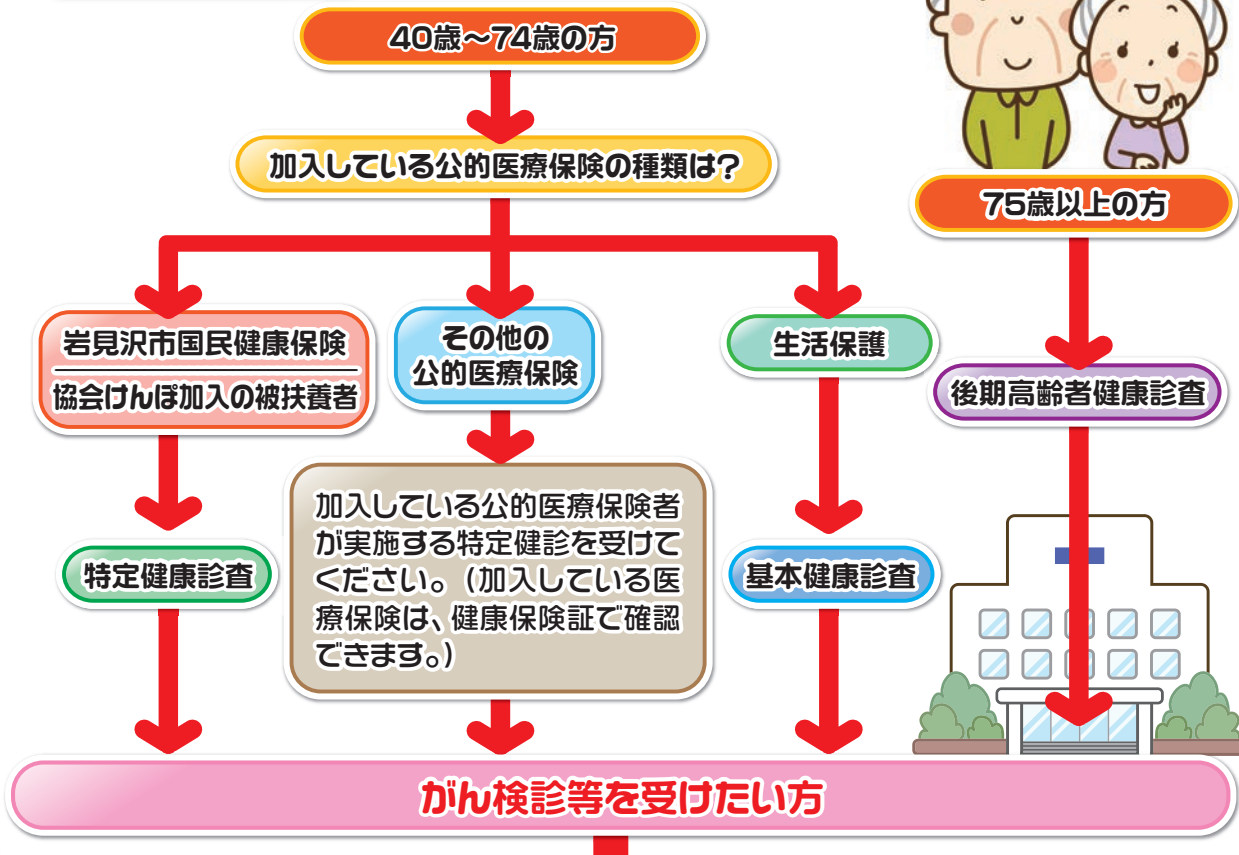 40歳～74歳の方
加入している公的医療保険の種類は?
75歳以上の方
岩見沢市国民健康保険
協会けんぽ加入の被扶養者
その他の
公的医療保険
生活保護
後期高齢者健康診査
特定健康診査
加入している公的医療保険者
が実施する特定健診を受けて
ください。(加入している医
療保険は、健康保険証で確認
できます。)
基本健康診査
がん検診等を受けたい方